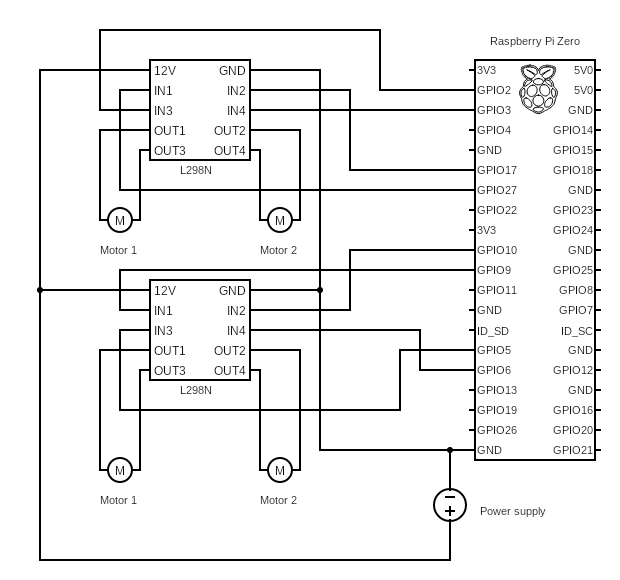 Raspberry Pi Zero
12V GND
IN1 IN2
IN3 IN4
OUT1 OUT2
OUT3 OUT4
L298N
M M
Motor 1 Motor 2
12V GND
IN1 IN2
IN3 IN4
OUT1 OUT2
OUT3 OUT4
L298N
M M
Motor 1 Motor 2
3V3 5V0
GPIO2 5V0
GPIO3 GND
GPIO4 GPIO14
GND GPIO15
GPIO17 GPIO18
GPIO27 GND
GPIO22 GPIO23
3V3 GPIO24
GPIO10 GND
GPIO9 GPIO25
GPIO11 GPIO8
GND GPIO7
ID_SD ID_SC
GPIO5 GND
GPIO6 GPIO12
GPIO13 GND
GPIO19 GPIO16
GPIO26 GPIO20
GND GPIO21
Power supply